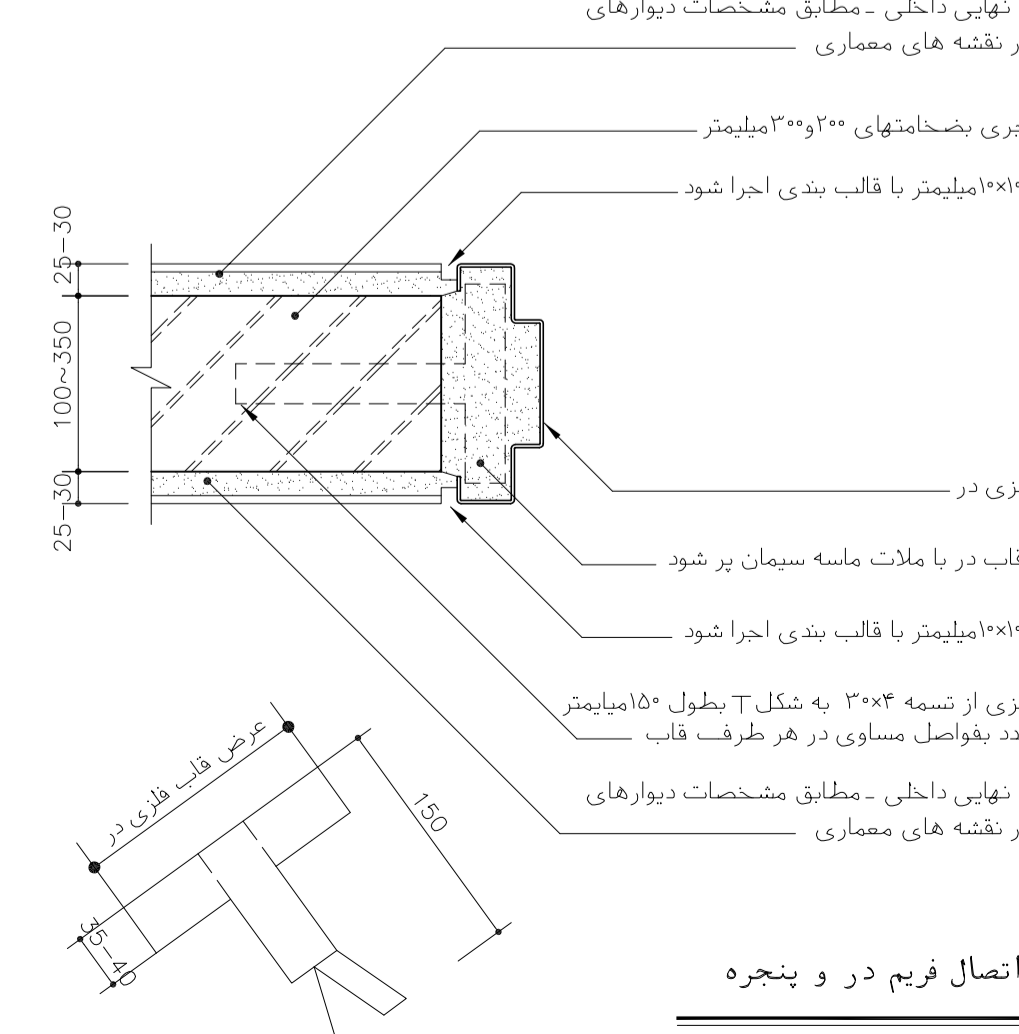 نهایی داخلی ـ مطابق مشخصات دیوارهای
ر نقشه های معماری
جری بضخامتهای ۲۰۰و۳۰۰میلیمتر
۱۰×۱۰میلیمتر با قالب بندی اجرا شود
25-30
100~350
25-30
زی در
قاب در با ملات ماسه سیمان پر شود
۱۰×۱۰میلیمتر با قالب بندی اجرا شود
زی از تسمه ۴×۳۰ به شکل T بطول ۱۵۰میایمتر
دد بفواصل مساوی در هر طرف قاب
نهایی داخلی ـ مطابق مشخصات دیوارهای
ر نقشه های معماری
عرض قاب فلزی در
150
35-40
اتصال فریم در و پنجره